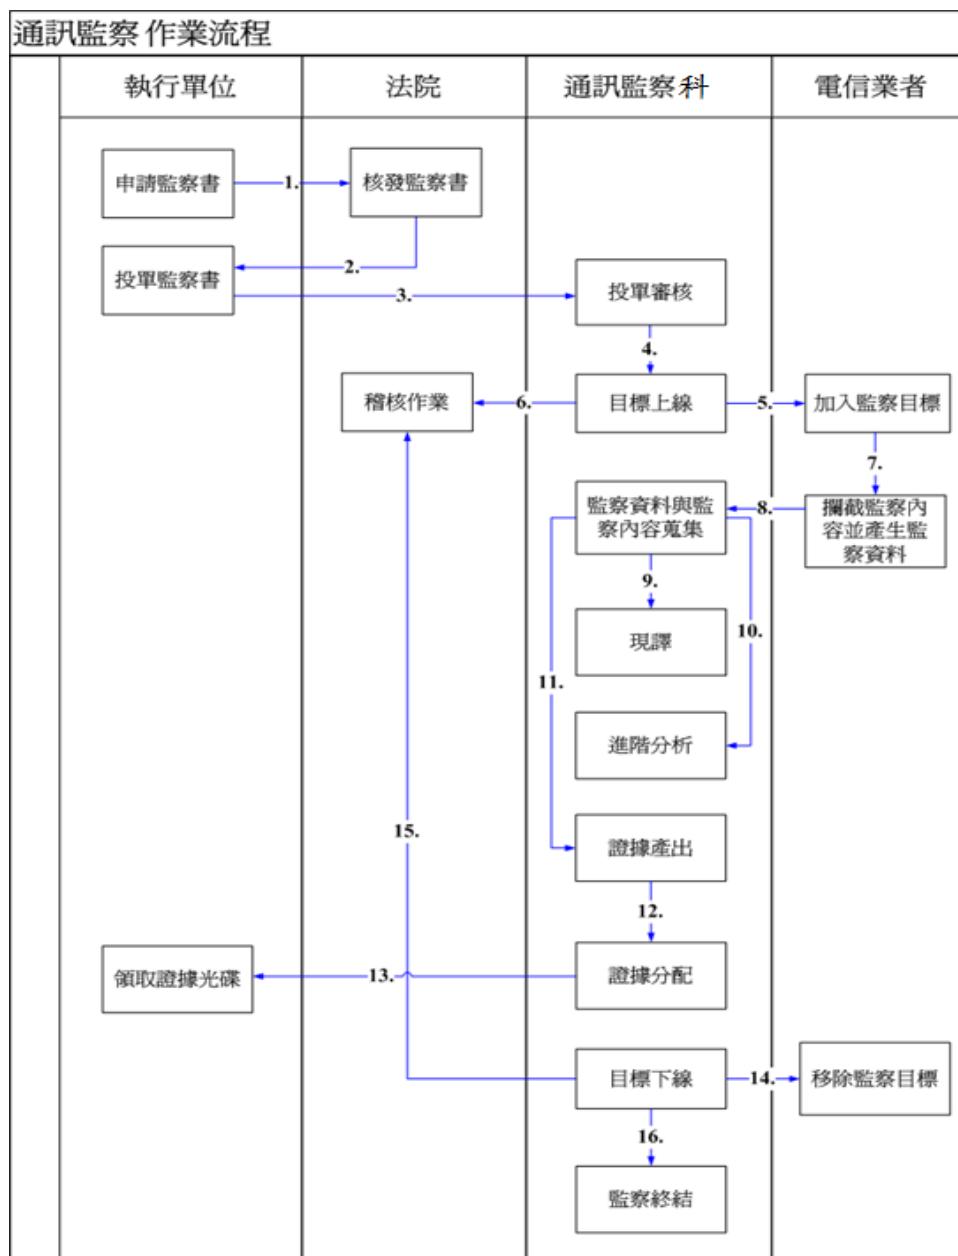 通訊監察 作業流程
執行單位
法院
通訊監察科
電信業者
申請監察書
1.
核發監察書
2.
投單監察書
3.
投單審核
4.
稽核作業
6.
目標上線
5.
加入監察目標
7.
監察資料與監
察內容蒐集
8.
攔截監察內
容並產生監
察資料
9.
現譯
10.
11.
進階分析
15.
證據產出
12.
領取證據光碟
13.
證據分配
目標下線
14.
移除監察目標
16.
監察終結